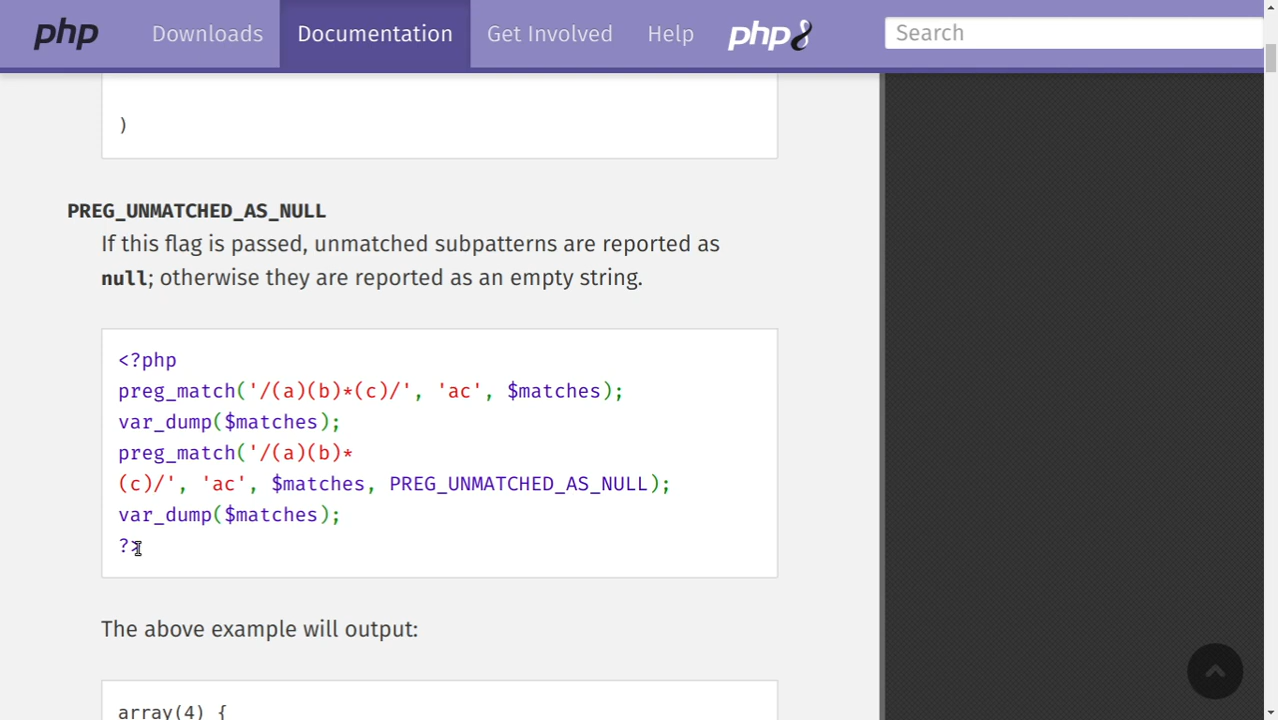 php
Downloads
Documentation
Get Involved
Help
php8
Search
)
PREG_UNMATCHED_AS_NULL
If this flag is passed, unmatched subpatterns are reported as
null; otherwise they are reported as an empty string.
<?php
preg_match('/(a)(b)*(c)/', 'ac', $matches);
var_dump($matches);
preg_match('/(a)(b)*
(c)/', 'ac', $matches, PREG_UNMATCHED_AS_NULL);
var_dump($matches);
?>
The above example will output:
array(4) {